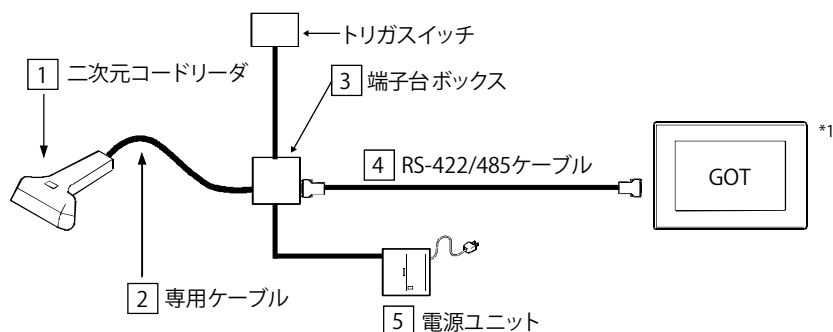 トリガスイッチ
1 二次元コードリーダ
3 端子台ボックス
*1
4 RS-422/485ケーブル
GOT
2 専用ケーブル
5 電源ユニット